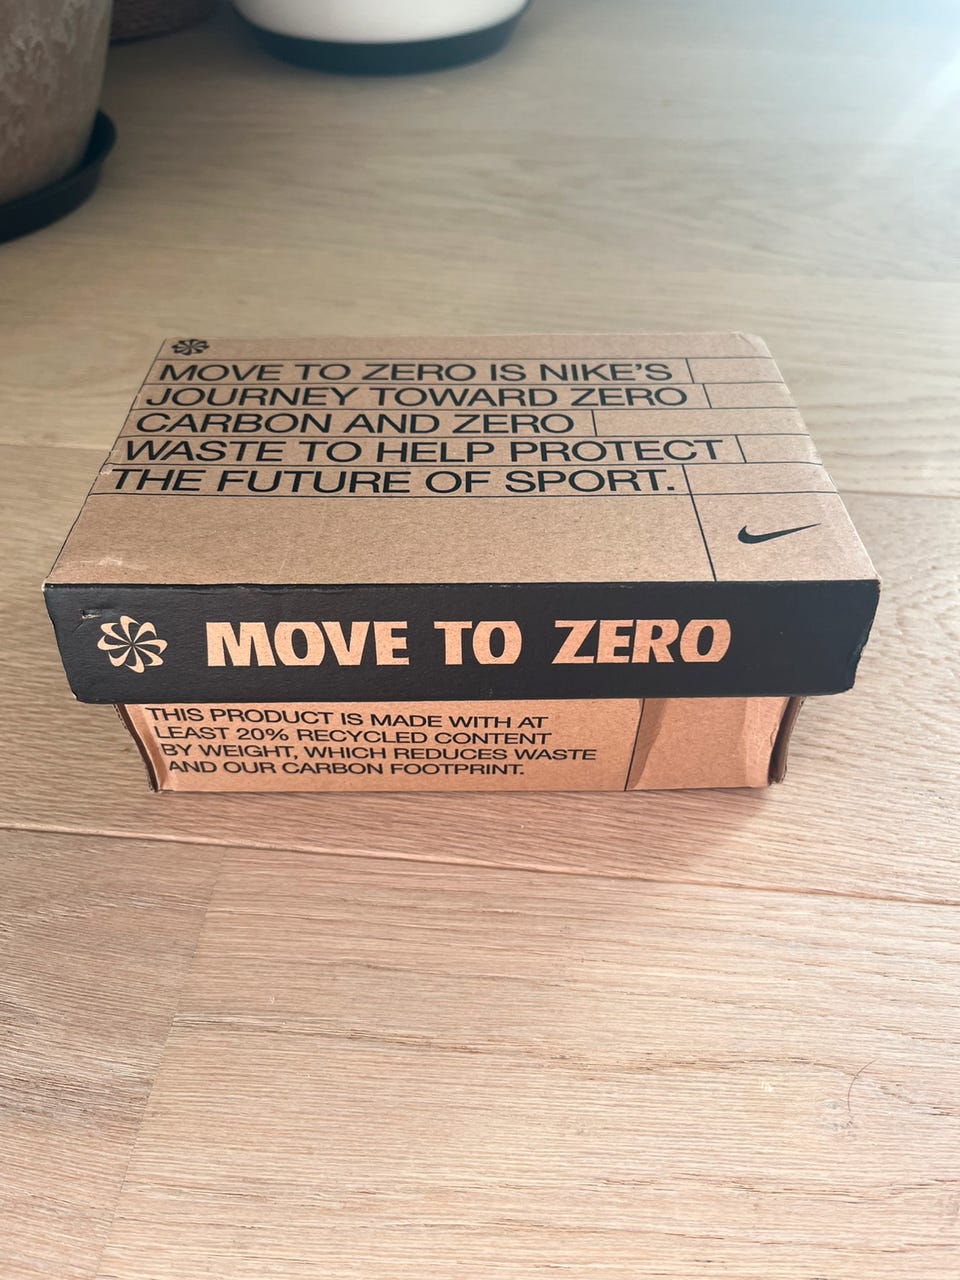 MOVE TO ZERO IS NIKE'S
JOURNEY TOWARD ZERO
CARBON AND ZERO
WASTE TO HELP PROTECT
THE FUTURE OF SPORT.
MOVE TO ZERO
THIS PRODUCT IS MADE WITH AT
LEAST 20% RECYCLED CONTENT
BY WEIGHT, WHICH REDUCES WASTE
AND OUR CARBON FOOTPRINT.